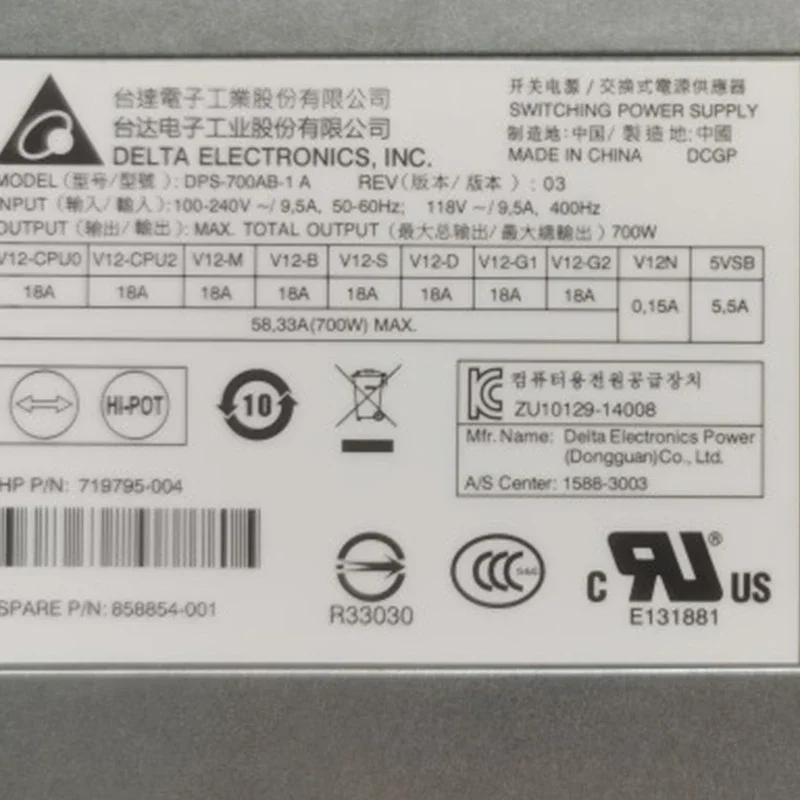 台達電子工業股份有限公司
台达电子工业股份有限公司
DELTA ELECTRONICS, INC.
开关电源 / 交換式電源供應器
SWITCHING POWER SUPPLY
制造地: 中国/ 製造地: 中國
MADE IN CHINA DCGP
MODEL (型号/型號): DPS-700AB-1 A REV(版本/ 版本): 03
INPUT (输入/ 輸入): 100-240V ~/ 9,5A, 50-60Hz; 118V ~/ 9,5A, 400Hz
OUTPUT (输出/ 輸出): MAX. TOTAL OUTPUT (最大总输出/ 最大總輸出) 700W
V12-CPU0 V12-CPU2 V12-M V12-B V12-S V12-D V12-G1 V12-G2 V12N 5VSB
18A 18A 18A 18A 18A 18A 18A 18A 0,15A 5,5A
58,33A(700W) MAX.
HI-POT
10
컴퓨터용전원공급장치
ZU10129-14008
Mfr. Name: Delta Electronics Power
(Dongguan)Co., Ltd.
A/S Center: 1588-3003
HP P/N: 719795-004
SPARE P/N: 858854-001
R33030
CCC S&E
C UR ® US
E131881